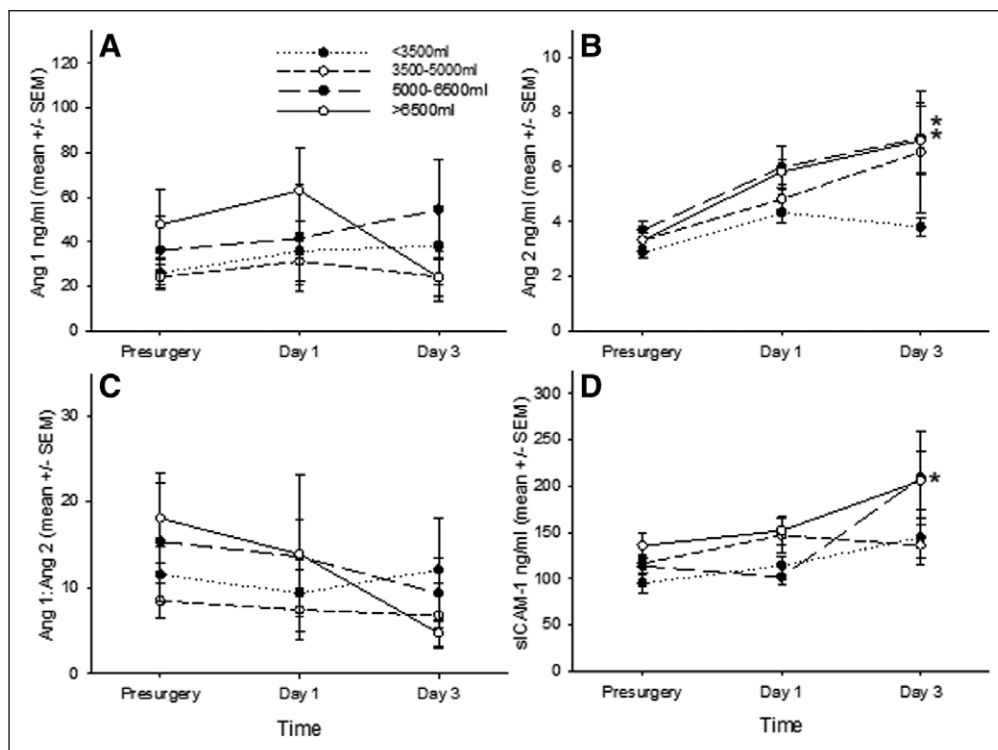 A
<3500ml
3500-5000ml
5000-6500ml
>6500ml
Ang 1 ng/ml (mean +/- SEM)
120
100
80
60
40
20
0
Presurgery Day 1 Day 3
B
Ang 2 ng/ml (mean +/- SEM)
10
8
6
4
2
0
*
*
Presurgery Day 1 Day 3
C
Ang 1:Ang 2 (mean +/- SEM)
30
20
10
0
Presurgery Day 1 Day 3
Time
D
sICAM-1 ng/ml (mean +/- SEM)
300
250
200
150
100
50
0
*
Presurgery Day 1 Day 3
Time